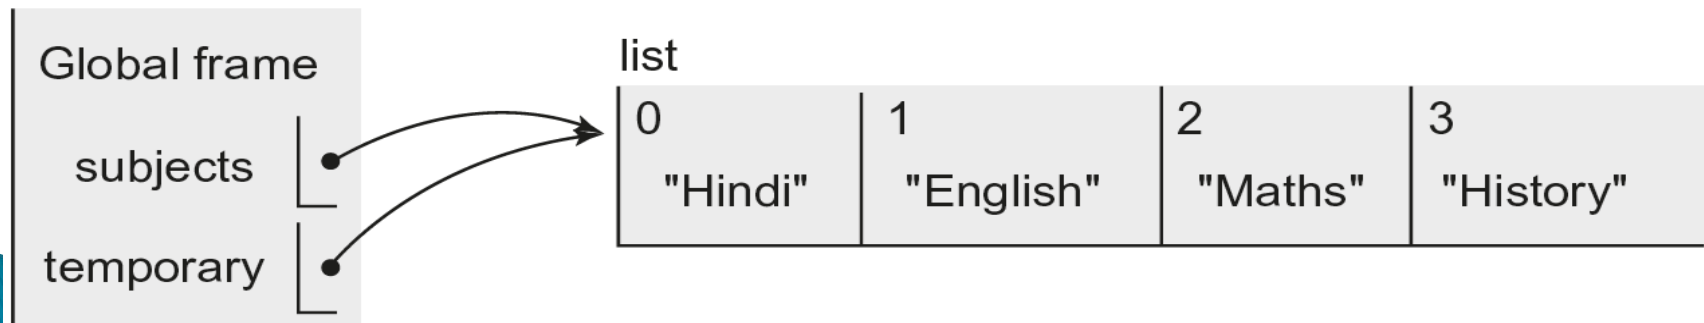 Global frame
subjects
temporary
list
0 1 2 3
"Hindi" "English" "Maths" "History"